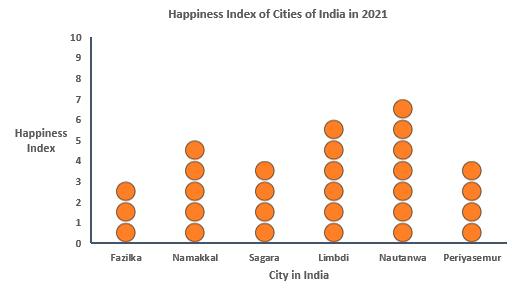 Happiness Index of Cities of India in 2021
10
9
8
7
6
5
4
3
2
1
0
Happiness
Index
Fazilka Namakkal Sagara Limbdi Nautanwa Periyasemur
City in India